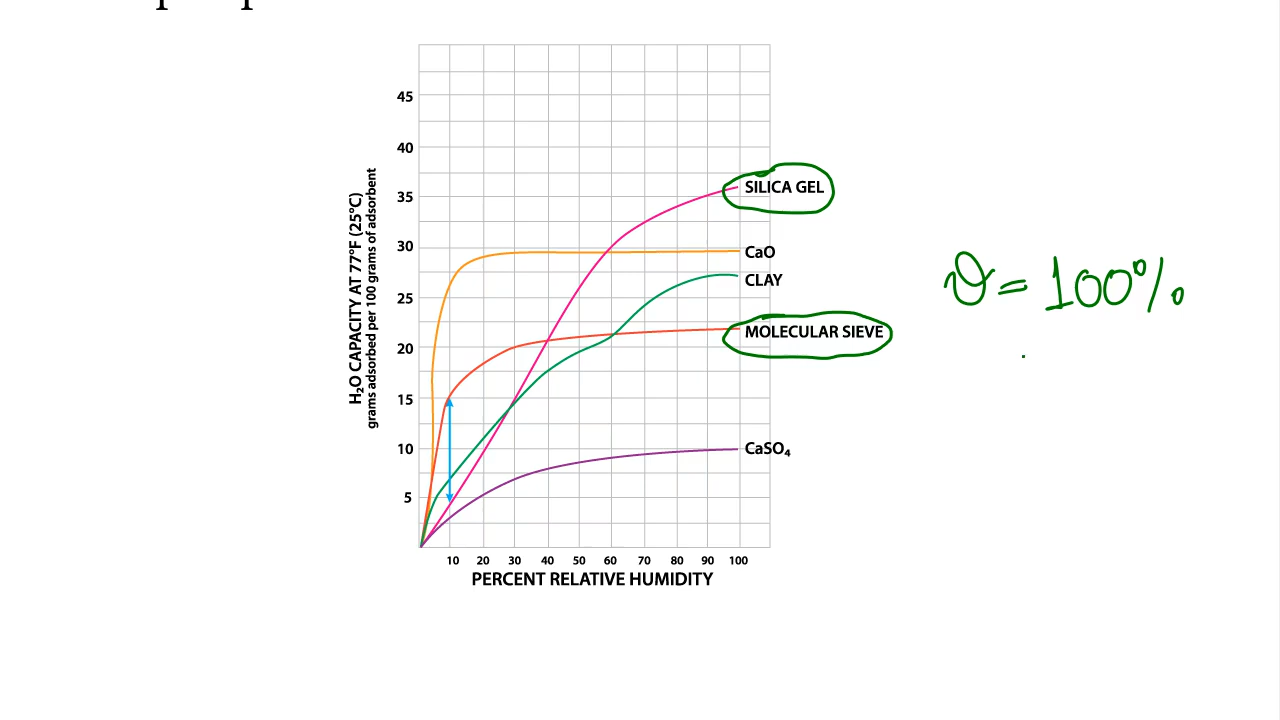 45
40
35
30
25
20
15
10
5
H₂O CAPACITY AT 77°F (25°C)
grams adsorbed per 100 grams of adsorbent
SILICA GEL
CaO
CLAY
MOLECULAR SIEVE
CaSO₄
10 20 30 40 50 60 70 80 90 100
PERCENT RELATIVE HUMIDITY
ϑ = 100%